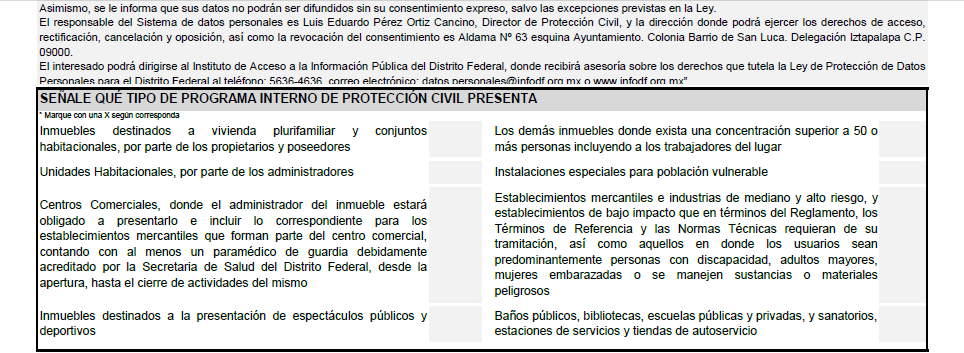 Asimismo, se le informa que sus datos no podrán ser difundidos sin su consentimiento expreso, salvo las excepciones previstas en la Ley.
El responsable del Sistema de datos personales es Luis Eduardo Pérez Ortiz Cancino, Director de Protección Civil, y la dirección donde podrá ejercer los derechos de acceso,
rectificación, cancelación y oposición, así como la revocación del consentimiento es Aldama Nº 63 esquina Ayuntamiento. Colonia Barrio de San Luca. Delegación Iztapalapa C.P.
09000.
El interesado podrá dirigirse al Instituto de Acceso a la Información Pública del Distrito Federal, donde recibirá asesoría sobre los derechos que tutela la Ley de Protección de Datos
Personales para el Distrito Federal al teléfono: 5636-4636, correo electrónico: datos.personales@infodf.org.mx o www.infodf.org.mx"
SEÑALE QUÉ TIPO DE PROGRAMA INTERNO DE PROTECCIÓN CIVIL PRESENTA
* Marque con una X según corresponda
Inmuebles destinados a vivienda plurifamiliar y conjuntos
habitacionales, por parte de los propietarios y poseedores
Los demás inmuebles donde exista una concentración superior a 50 o
más personas incluyendo a los trabajadores del lugar
Unidades Habitacionales, por parte de los administradores
Instalaciones especiales para población vulnerable
Centros Comerciales, donde el administrador del inmueble estará
obligado a presentarlo e incluir lo correspondiente para los
establecimientos mercantiles que forman parte del centro comercial,
contando con al menos un paramédico de guardia debidamente
acreditado por la Secretaria de Salud del Distrito Federal, desde la
apertura, hasta el cierre de actividades del mismo
Establecimientos mercantiles e industrias de mediano y alto riesgo, y
establecimientos de bajo impacto que en términos del Reglamento, los
Términos de Referencia y las Normas Técnicas requieran de su
tramitación, así como aquellos en donde los usuarios sean
predominantemente personas con discapacidad, adultos mayores,
mujeres embarazadas o se manejen sustancias o materiales
peligrosos
Inmuebles destinados a la presentación de espectáculos públicos y
deportivos
Baños públicos, bibliotecas, escuelas públicas y privadas, y sanatorios,
estaciones de servicios y tiendas de autoservicio